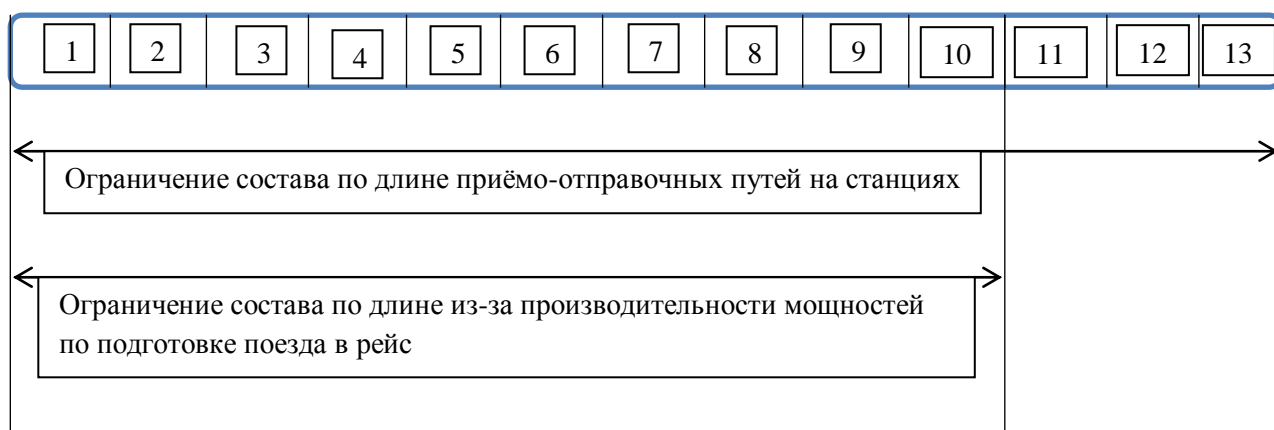 1 2 3 4 5 6 7 8 9 10 11 12 13
Ограничение состава по длине приёмо-отправочных путей на станциях
Ограничение состава по длине из-за производительности мощностей
по подготовке поезда в рейс